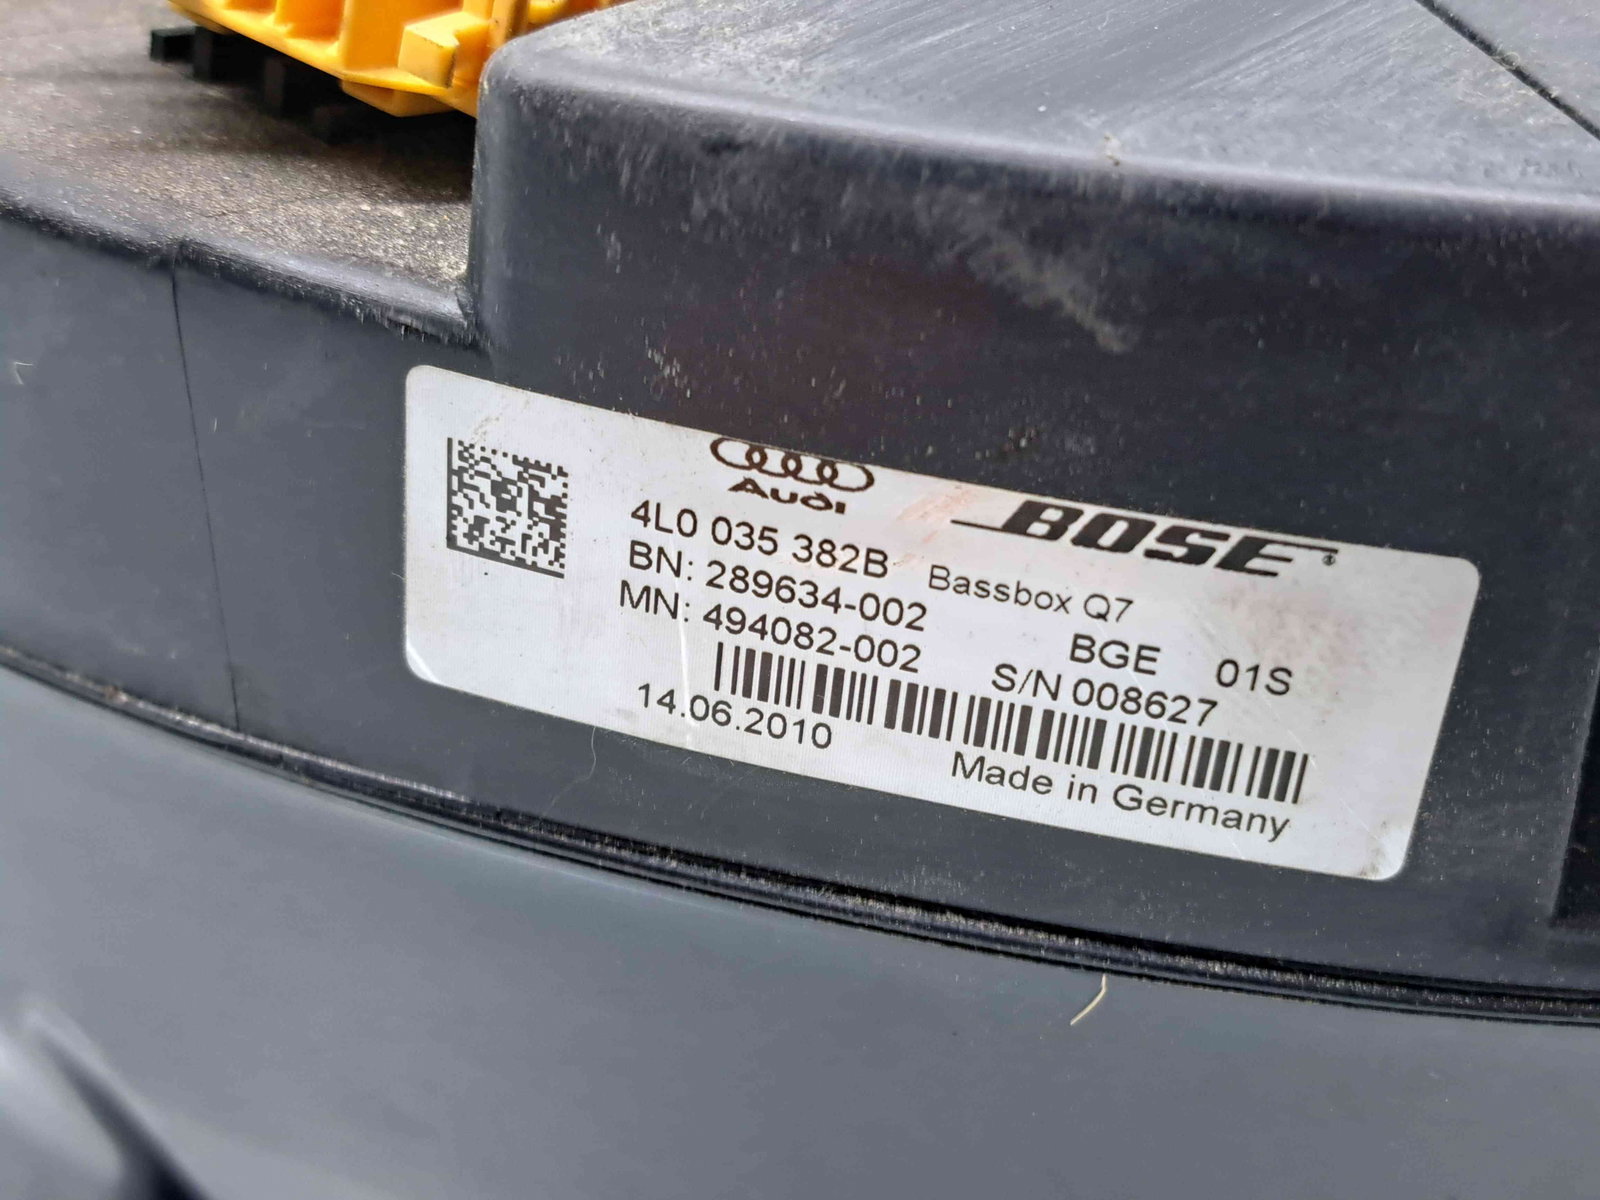 Audi
BOSE®
4L0 035 382B Bassbox Q7
BN: 289634-002 BGE 01S
MN: 494082-002 S/N 008627
14.06.2010 Made in Germany